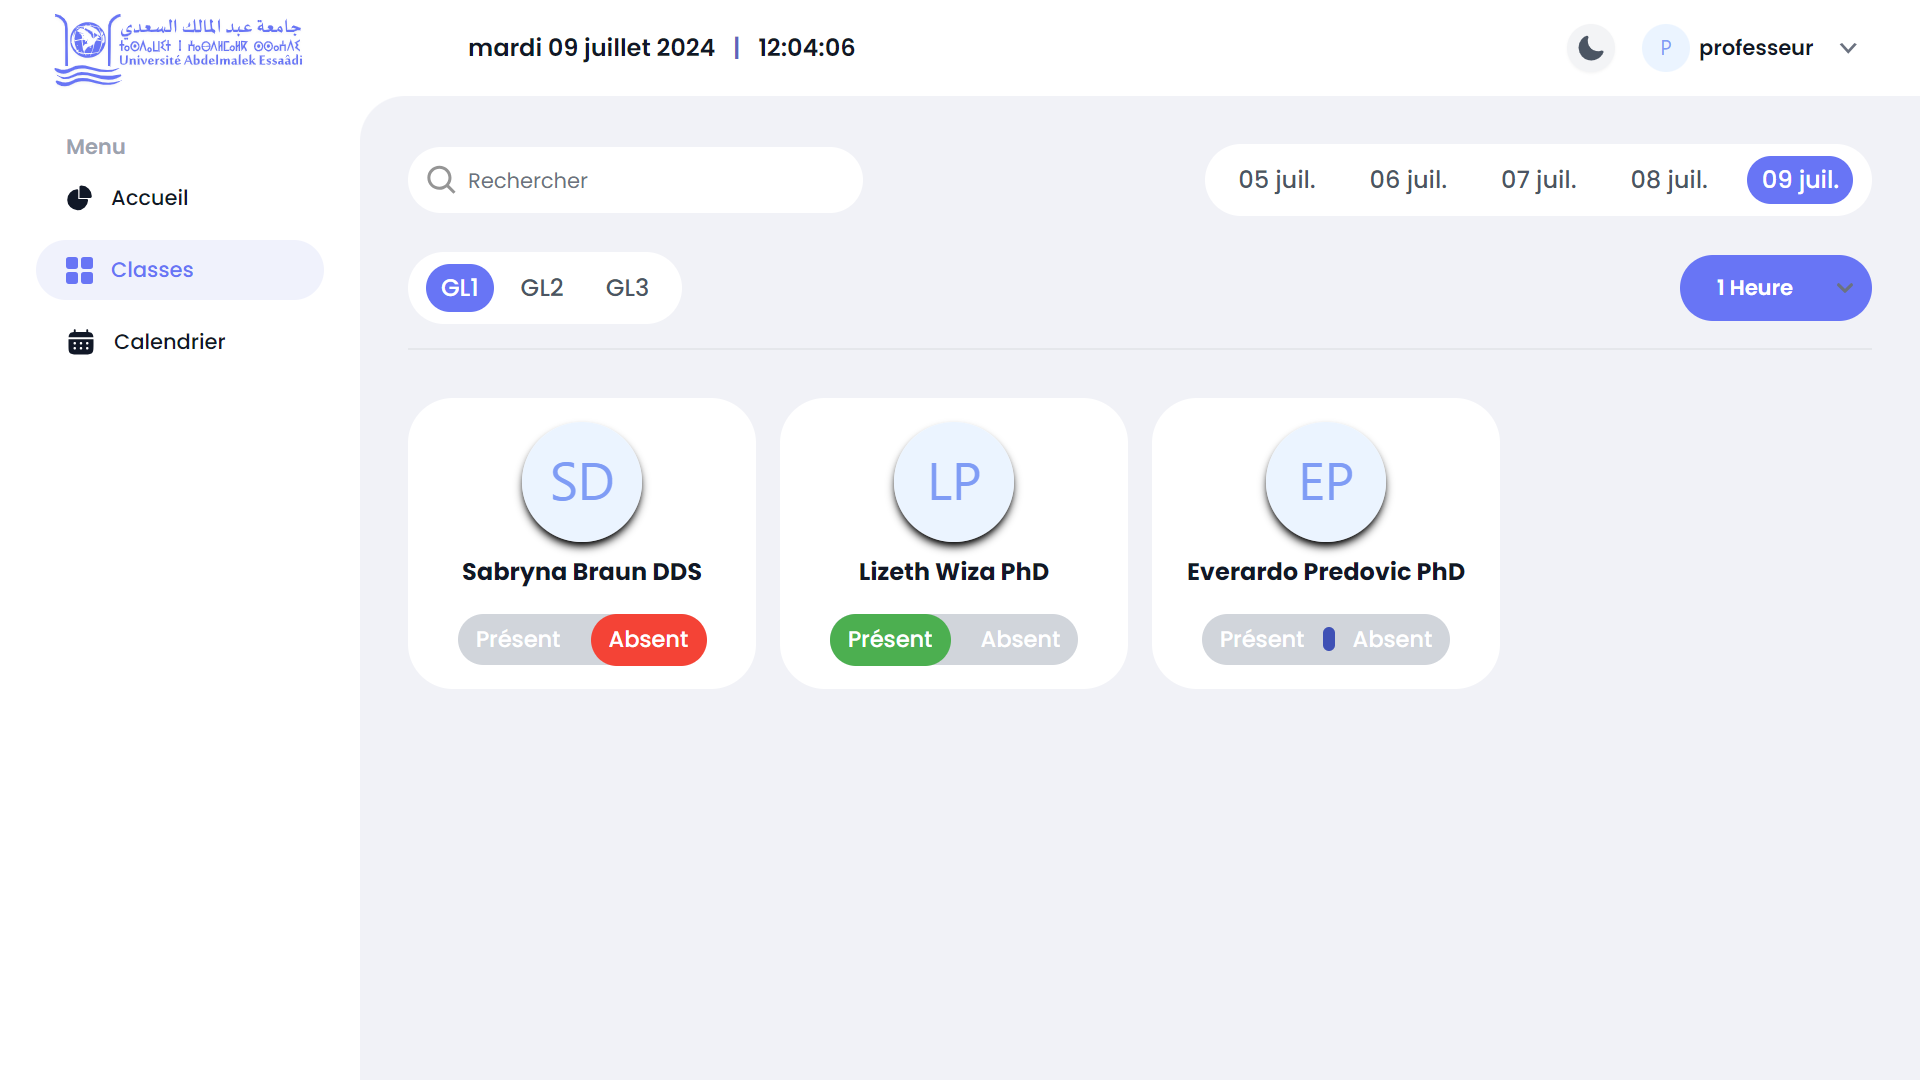 جامعة عبد المالك السعدي
ⵜⴰⵙⴷⴰⵡⵉⵜ ⵏ ⵄⴰⴱⴷⵍⵎⴰⵍⴽ ⵙⵙⴰⵄⴷⵉ
Université Abdelmalek Essaâdi
mardi 09 juillet 2024 | 12:04:06
P professeur
Menu
Accueil
Classes
Calendrier
Rechercher
05 juil. 06 juil. 07 juil. 08 juil. 09 juil.
GL1 GL2 GL3
1 Heure
SD
Sabryna Braun DDS
Présent Absent
LP
Lizeth Wiza PhD
Présent Absent
EP
Everardo Predovic PhD
Présent Absent